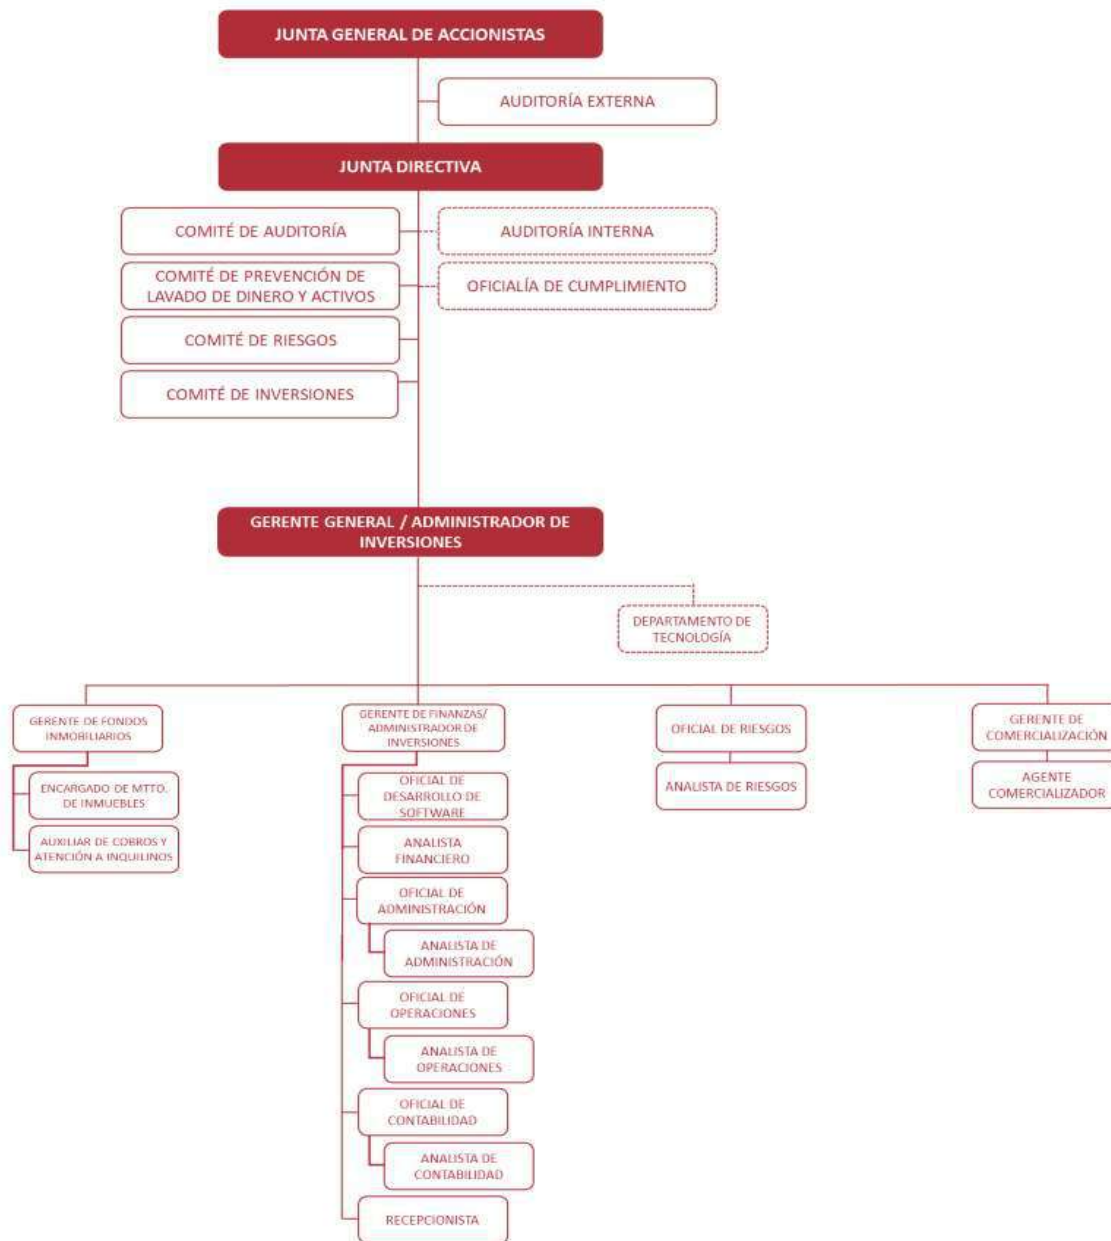 JUNTA GENERAL DE ACCIONISTAS
AUDITORÍA EXTERNA
JUNTA DIRECTIVA
COMITÉ DE AUDITORÍA
AUDITORÍA INTERNA
COMITÉ DE PREVENCIÓN DE
LAVADO DE DINERO Y ACTIVOS
OFICIALÍA DE CUMPLIMIENTO
COMITÉ DE RIESGOS
COMITÉ DE INVERSIONES
GERENTE GENERAL / ADMINISTRADOR DE
INVERSIONES
DEPARTAMENTO DE
TECNOLOGÍA
GERENTE DE FONDOS
INMOBILIARIOS
ENCARGADO DE MTTO.
DE INMUEBLES
AUXILIAR DE COBROS Y
ATENCIÓN A INQUILINOS
GERENTE DE FINANZAS/
ADMINISTRADOR DE
INVERSIONES
OFICIAL DE
DESARROLLO DE
SOFTWARE
ANALISTA
FINANCIERO
OFICIAL DE
ADMINISTRACIÓN
ANALISTA DE
ADMINISTRACIÓN
OFICIAL DE
OPERACIONES
ANALISTA DE
OPERACIONES
OFICIAL DE
CONTABILIDAD
ANALISTA DE
CONTABILIDAD
RECEPCIONISTA
OFICIAL DE RIESGOS
ANALISTA DE RIESGOS
GERENTE DE
COMERCIALIZACIÓN
AGENTE
COMERCIALIZADOR